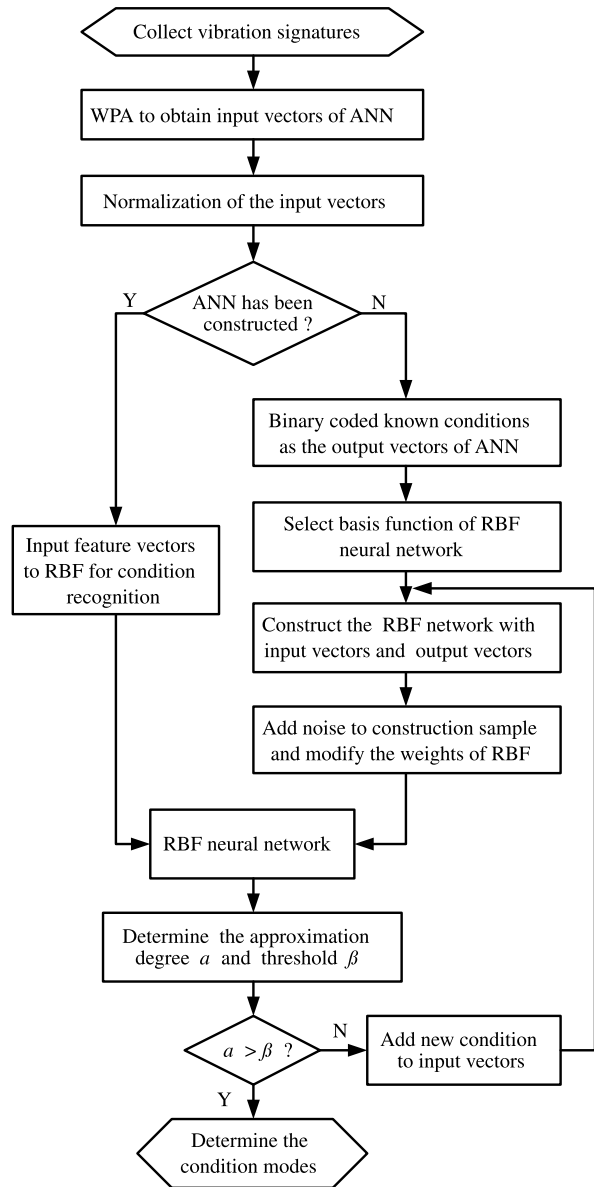 Collect vibration signatures
WPA to obtain input vectors of ANN
Normalization of the input vectors
Y
ANN has been
constructed ?
N
Binary coded known conditions
as the output vectors of ANN
Select basis function of RBF
neural network
Input feature vectors
to RBF for condition
recognition
Construct the RBF network with
input vectors and output vectors
Add noise to construction sample
and modify the weights of RBF
RBF neural network
Determine the approximation
degree a and threshold ß
a > ß ?
N
Add new condition
to input vectors
Y
Determine the
condition modes